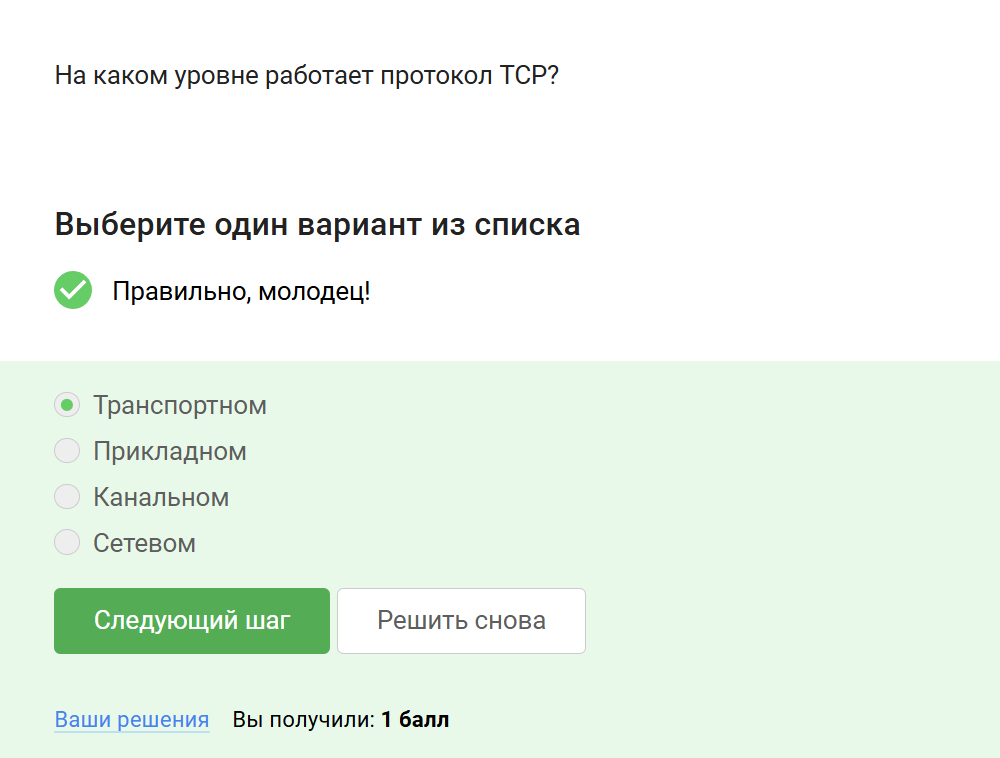 На каком уровне работает протокол TCP?
Выберите один вариант из списка
Правильно, молодец!
Транспортном
Прикладном
Канальном
Сетевом
Следующий шаг Решить снова
Ваши решения Вы получили: 1 балл